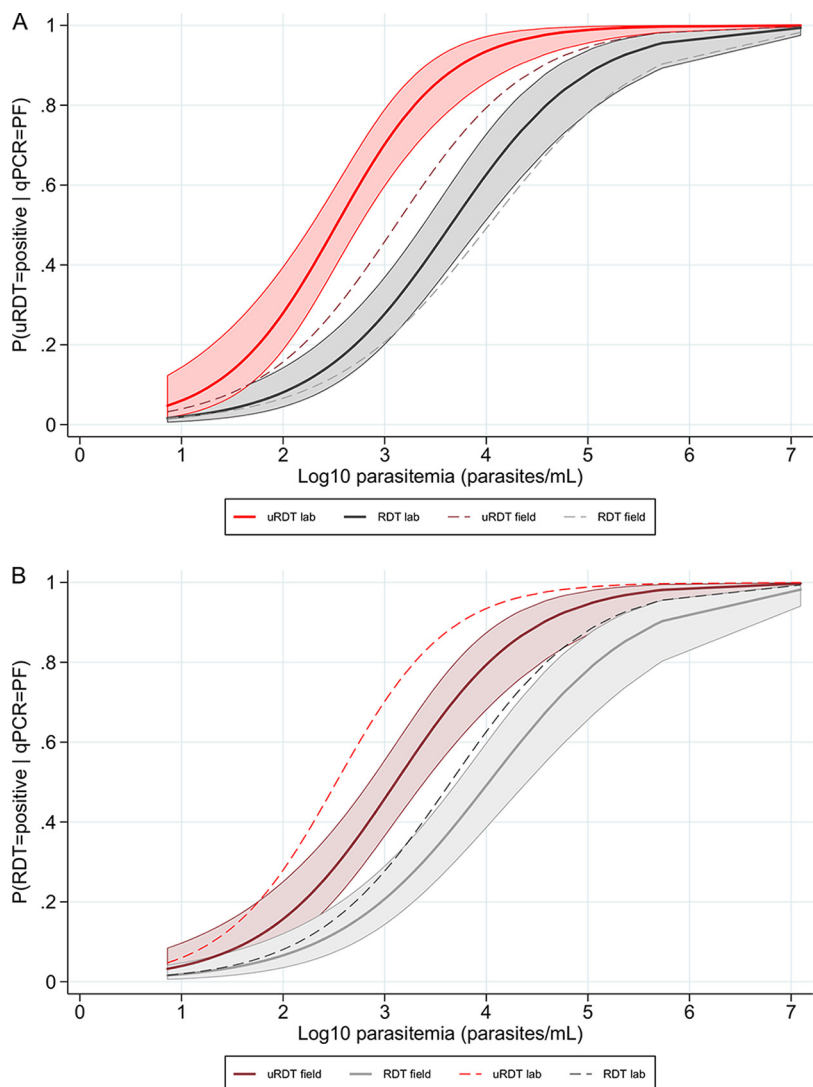 A
P(uRDT=positive | qPCR=PF)
1
.8
.6
.4
.2
0
0 1 2 3 4 5 6 7
Log10 parasitemia (parasites/mL)
uRDT lab RDT lab uRDT field RDT field
B
P(RDT=positive | qPCR=PF)
1
.8
.6
.4
.2
0
0 1 2 3 4 5 6 7
Log10 parasitemia (parasites/mL)
uRDT field RDT field uRDT lab RDT lab